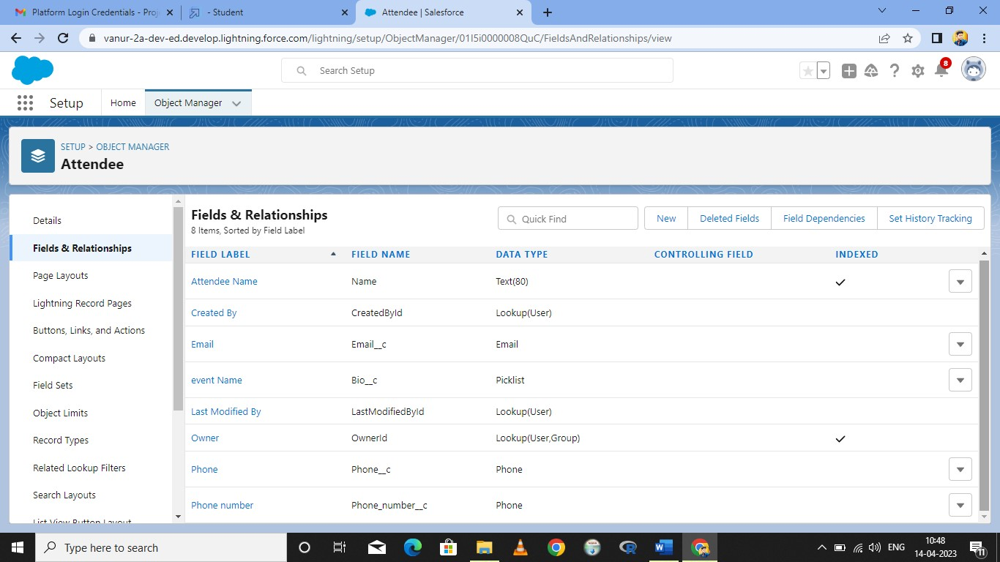 Platform Login Credentials - Proj
- Student
Attendee | Salesforce
vanur-2a-dev-ed.develop.lightning.force.com/lightning/setup/ObjectManager/01I5i0000008QuC/FieldsAndRelationships/view
Search Setup
8
Setup
Home
Object Manager
SETUP > OBJECT MANAGER
Attendee
Details
Fields & Relationships
Page Layouts
Lightning Record Pages
Buttons, Links, and Actions
Compact Layouts
Field Sets
Object Limits
Record Types
Related Lookup Filters
Search Layouts
List View Button Layout
Fields & Relationships
8 Items, Sorted by Field Label
Quick Find
New
Deleted Fields
Field Dependencies
Set History Tracking
FIELD LABEL FIELD NAME DATA TYPE CONTROLLING FIELD INDEXED
Attendee Name Name Text(80)
Created By CreatedById Lookup(User)
Email Email__c Email
event Name Bio__c Picklist
Last Modified By LastModifiedById Lookup(User)
Owner OwnerId Lookup(User,Group)
Phone Phone__c Phone
Phone number Phone_number__c Phone
Type here to search
ENG
10:48
14-04-2023
11